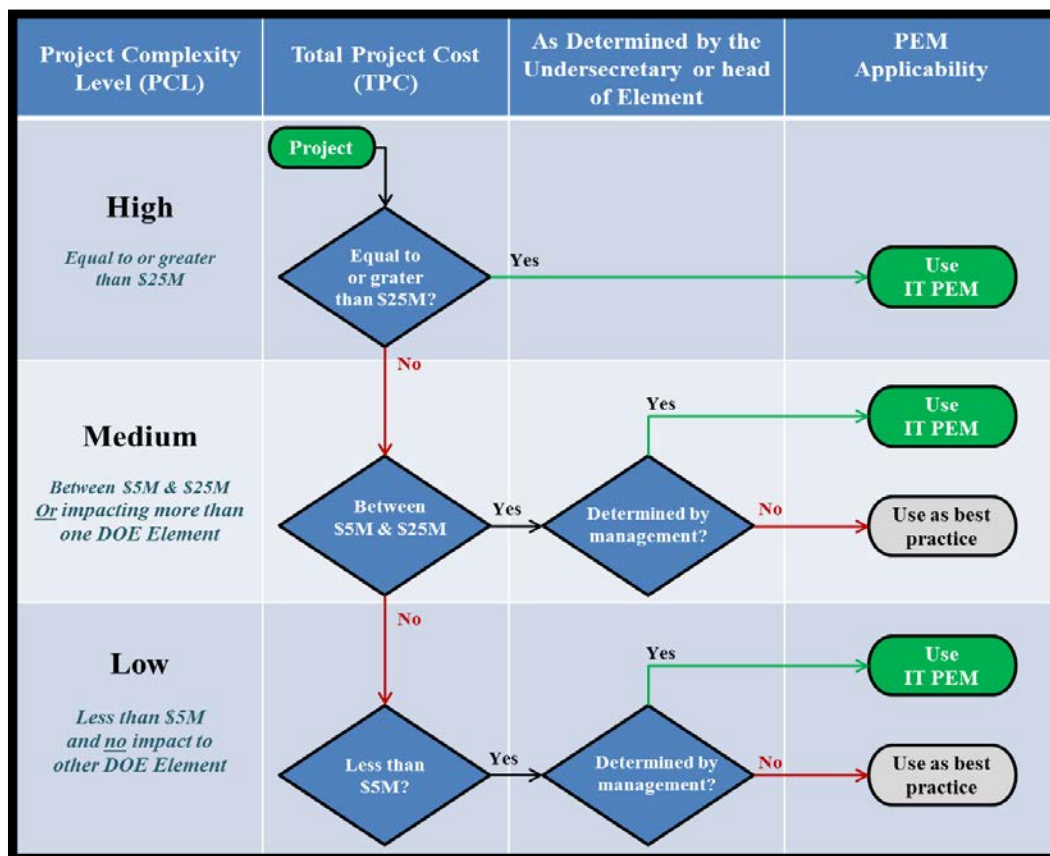 Project Complexity
Level (PCL)
Total Project Cost
(TPC)
As Determined by the
Undersecretary or head
of Element
PEM
Applicability
High
Equal to or greater
than $25M
Project
Equal to
or grater
than $25M?
Yes
Use
IT PEM
No
Medium
Between $5M & $25M
Or impacting more than
one DOE Element
Between
$5M & $25M
Yes
Determined by
management?
Yes
Use
IT PEM
No
Use as best
practice
No
Low
Less than $5M
and no impact to
other DOE Element
Less than
$5M?
Yes
Determined by
management?
Yes
Use
IT PEM
No
Use as best
practice